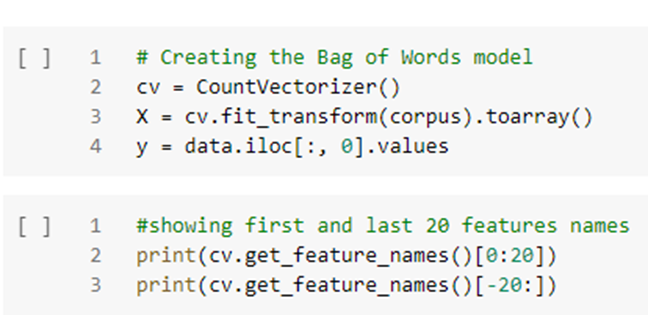 [ ] 1 # Creating the Bag of Words model
2 cv = CountVectorizer()
3 X = cv.fit_transform(corpus).toarray()
4 y = data.iloc[:, 0].values
[ ] 1 #showing first and last 20 features names
2 print(cv.get_feature_names()[0:20])
3 print(cv.get_feature_names()[-20:])